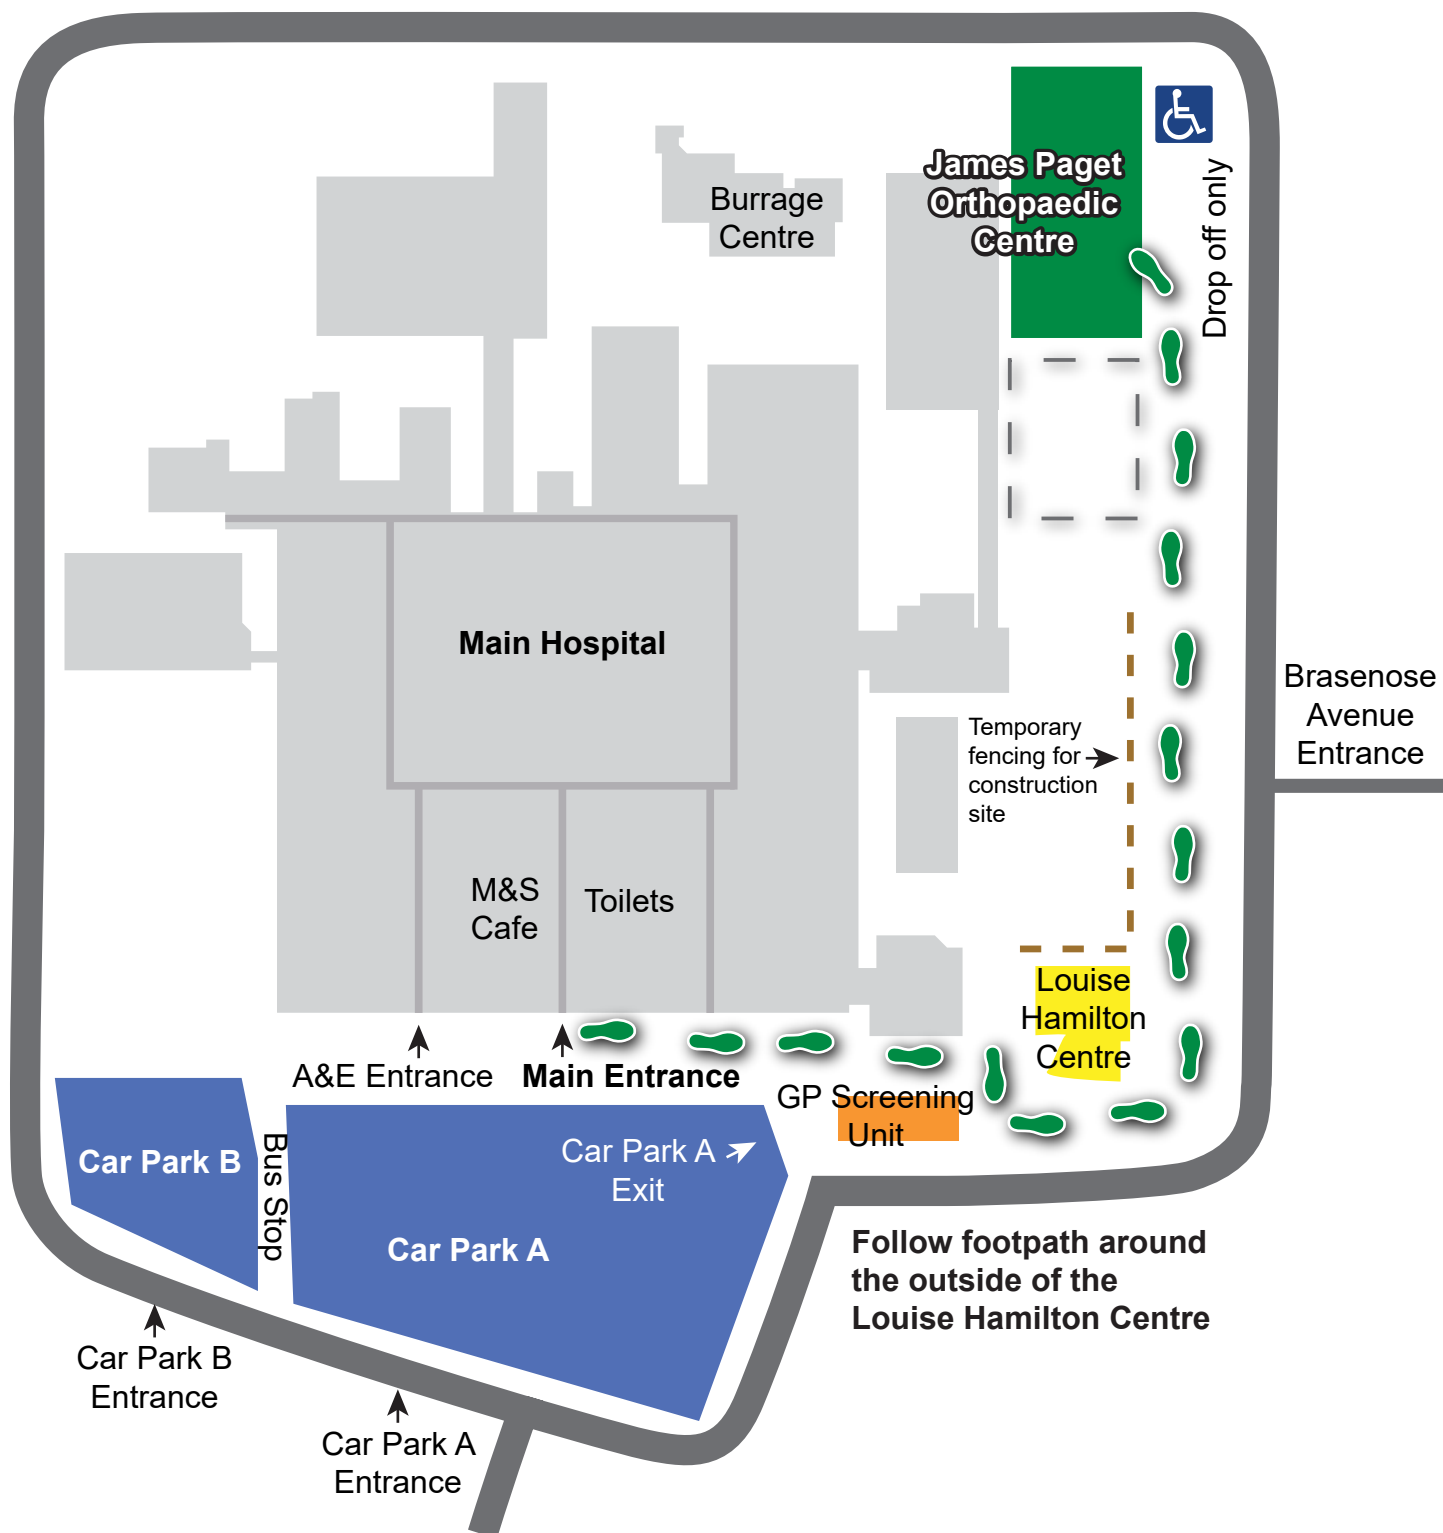 James Paget
Orthopaedic
Centre
Drop off only
Burrage
Centre
Main Hospital
Brasenose
Avenue
Entrance
Temporary
fencing for
construction
site
M&S
Cafe
Toilets
Louise
Hamilton
Centre
A&E Entrance
Main Entrance
GP Screening
Unit
Car Park B
Bus Stop
Car Park A
Exit
Car Park A
Follow footpath around
the outside of the
Louise Hamilton Centre
Car Park B
Entrance
Car Park A
Entrance